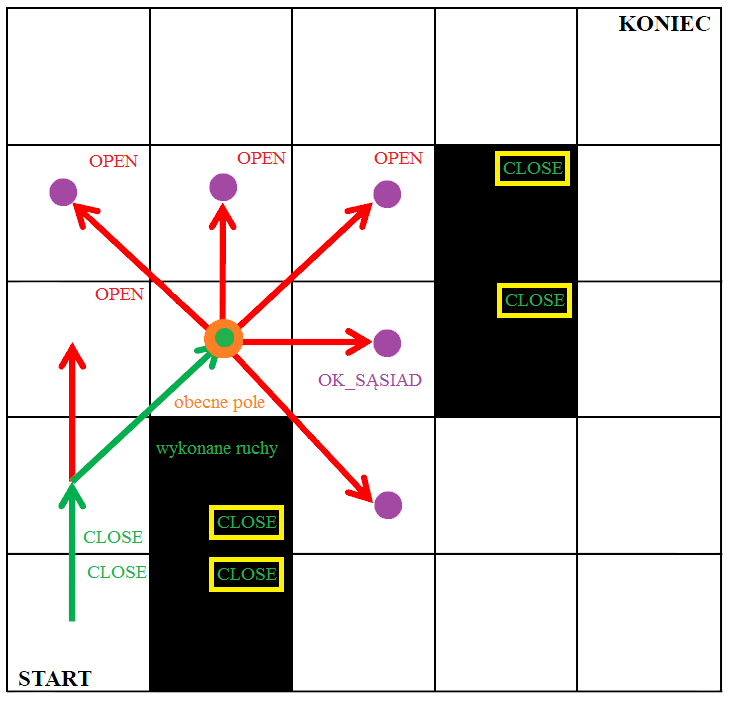 KONIEC
OPEN
OPEN
OPEN
CLOSE
OPEN
CLOSE
OK_SĄSIAD
obecne pole
wykonane ruchy
CLOSE
CLOSE
CLOSE
CLOSE
START